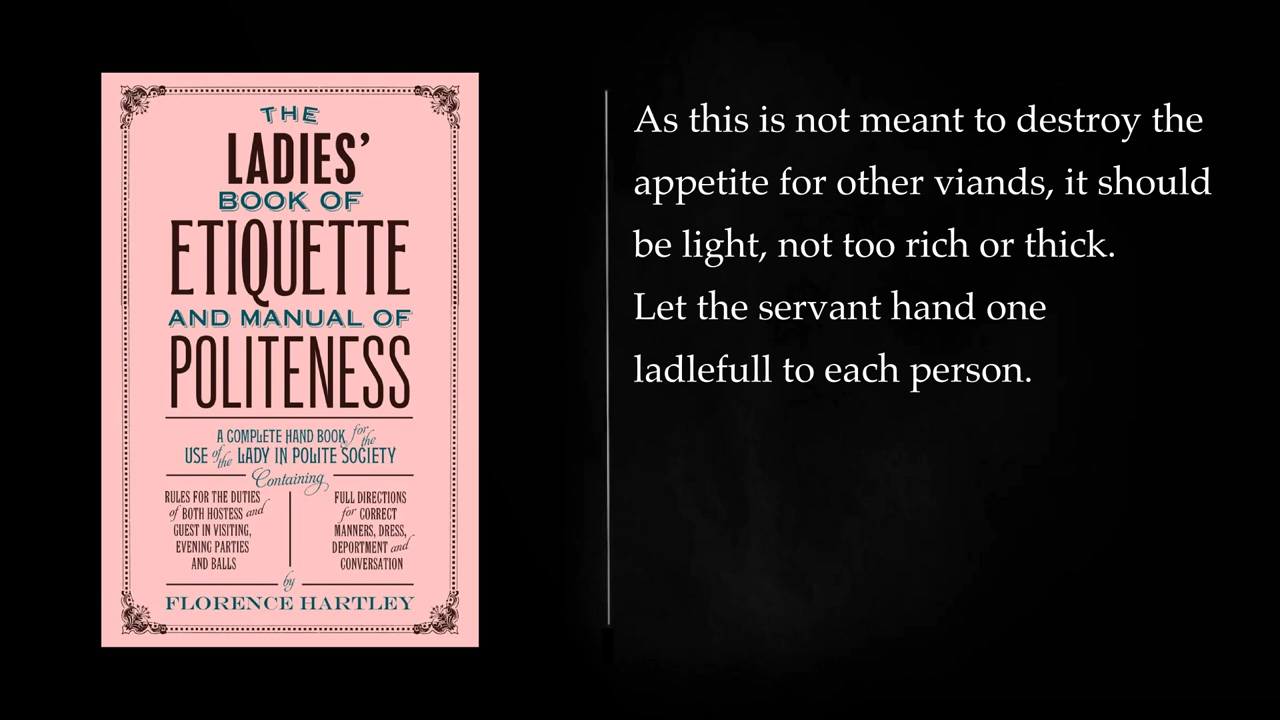 THE
LADIES’
BOOK OF
ETIQUETTE
AND MANUAL OF
POLITENESS
A COMPLETE HAND BOOK for the
USE of the LADY IN POLITE SOCIETY
Containing
RULES FOR THE DUTIES
of BOTH HOSTESS and
GUEST IN VISITING,
EVENING PARTIES
AND BALLS
FULL DIRECTIONS
for CORRECT
MANNERS, DRESS,
DEPORTMENT and
CONVERSATION
by
FLORENCE HARTLEY
As this is not meant to destroy the
appetite for other viands, it should
be light, not too rich or thick.
Let the servant hand one
ladlefull to each person.